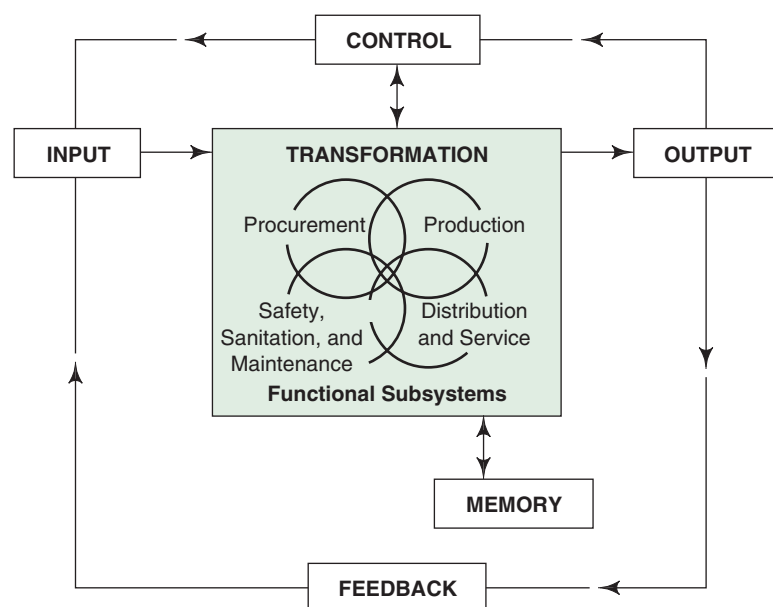 CONTROL
INPUT
TRANSFORMATION
OUTPUT
Procurement
Production
Safety,
Sanitation, and
Maintenance
Distribution
and Service
Functional Subsystems
MEMORY
FEEDBACK